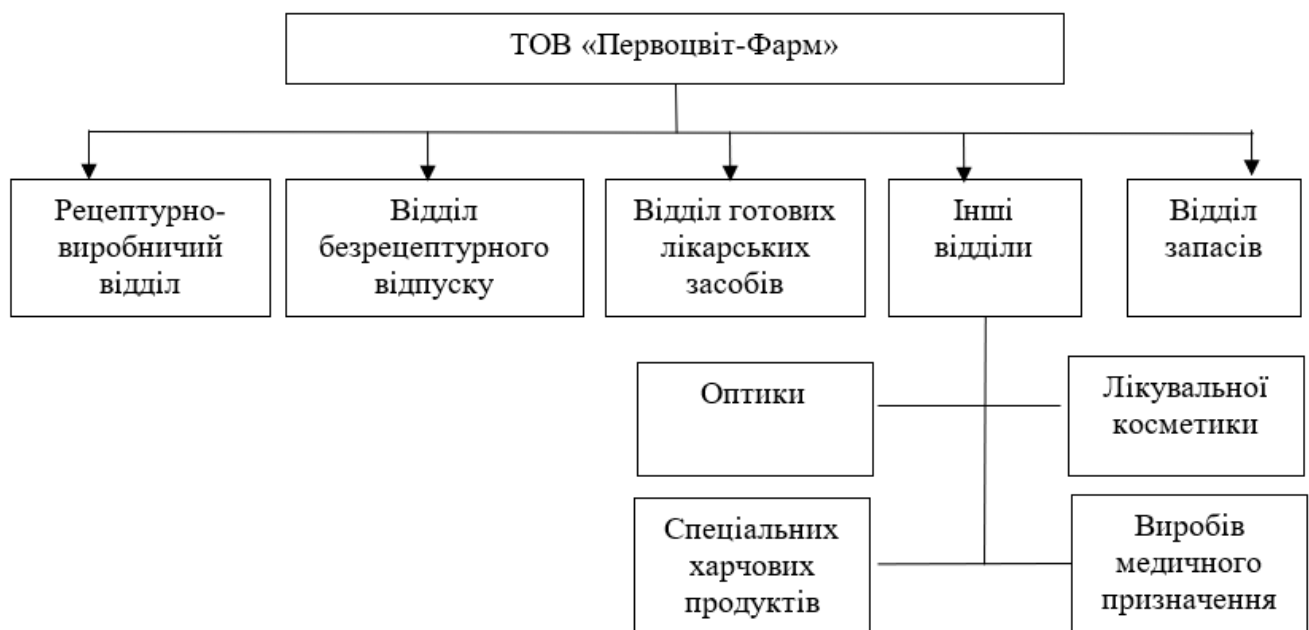 ТОВ «Первоцвіт-Фарм»
Рецептурно-
виробничий
відділ
Відділ
безрецептурного
відпуску
Відділ готових
лікарських
засобів
Інші
відділи
Відділ
запасів
Оптики
Лікувальної
косметики
Спеціальних
харчових
продуктів
Виробів
медичного
призначення